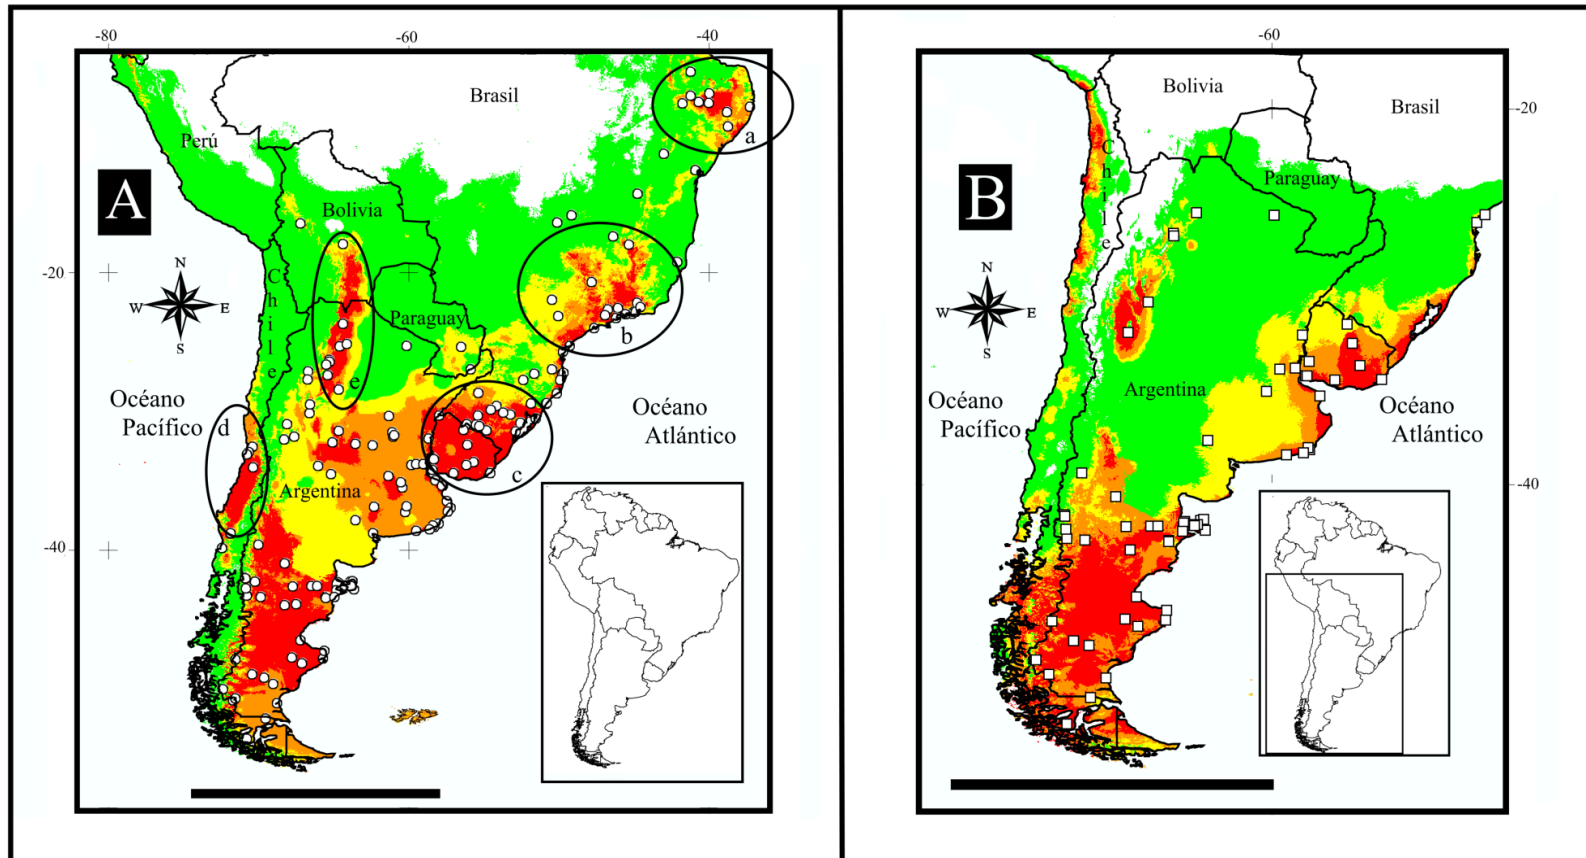 -80
-60
-40
Brasil
a
Perú
A
Bolivia
-20
N
W
E
S
Chile
Paraguay
b
e
Océano
Pacífico
d
Océano
Atlántico
c
Argentina
-40
-60
Bolivia
-20
Brasil
B
Chile
Paraguay
N
W
E
S
Argentina
Océano
Pacífico
Océano
Atlántico
-40